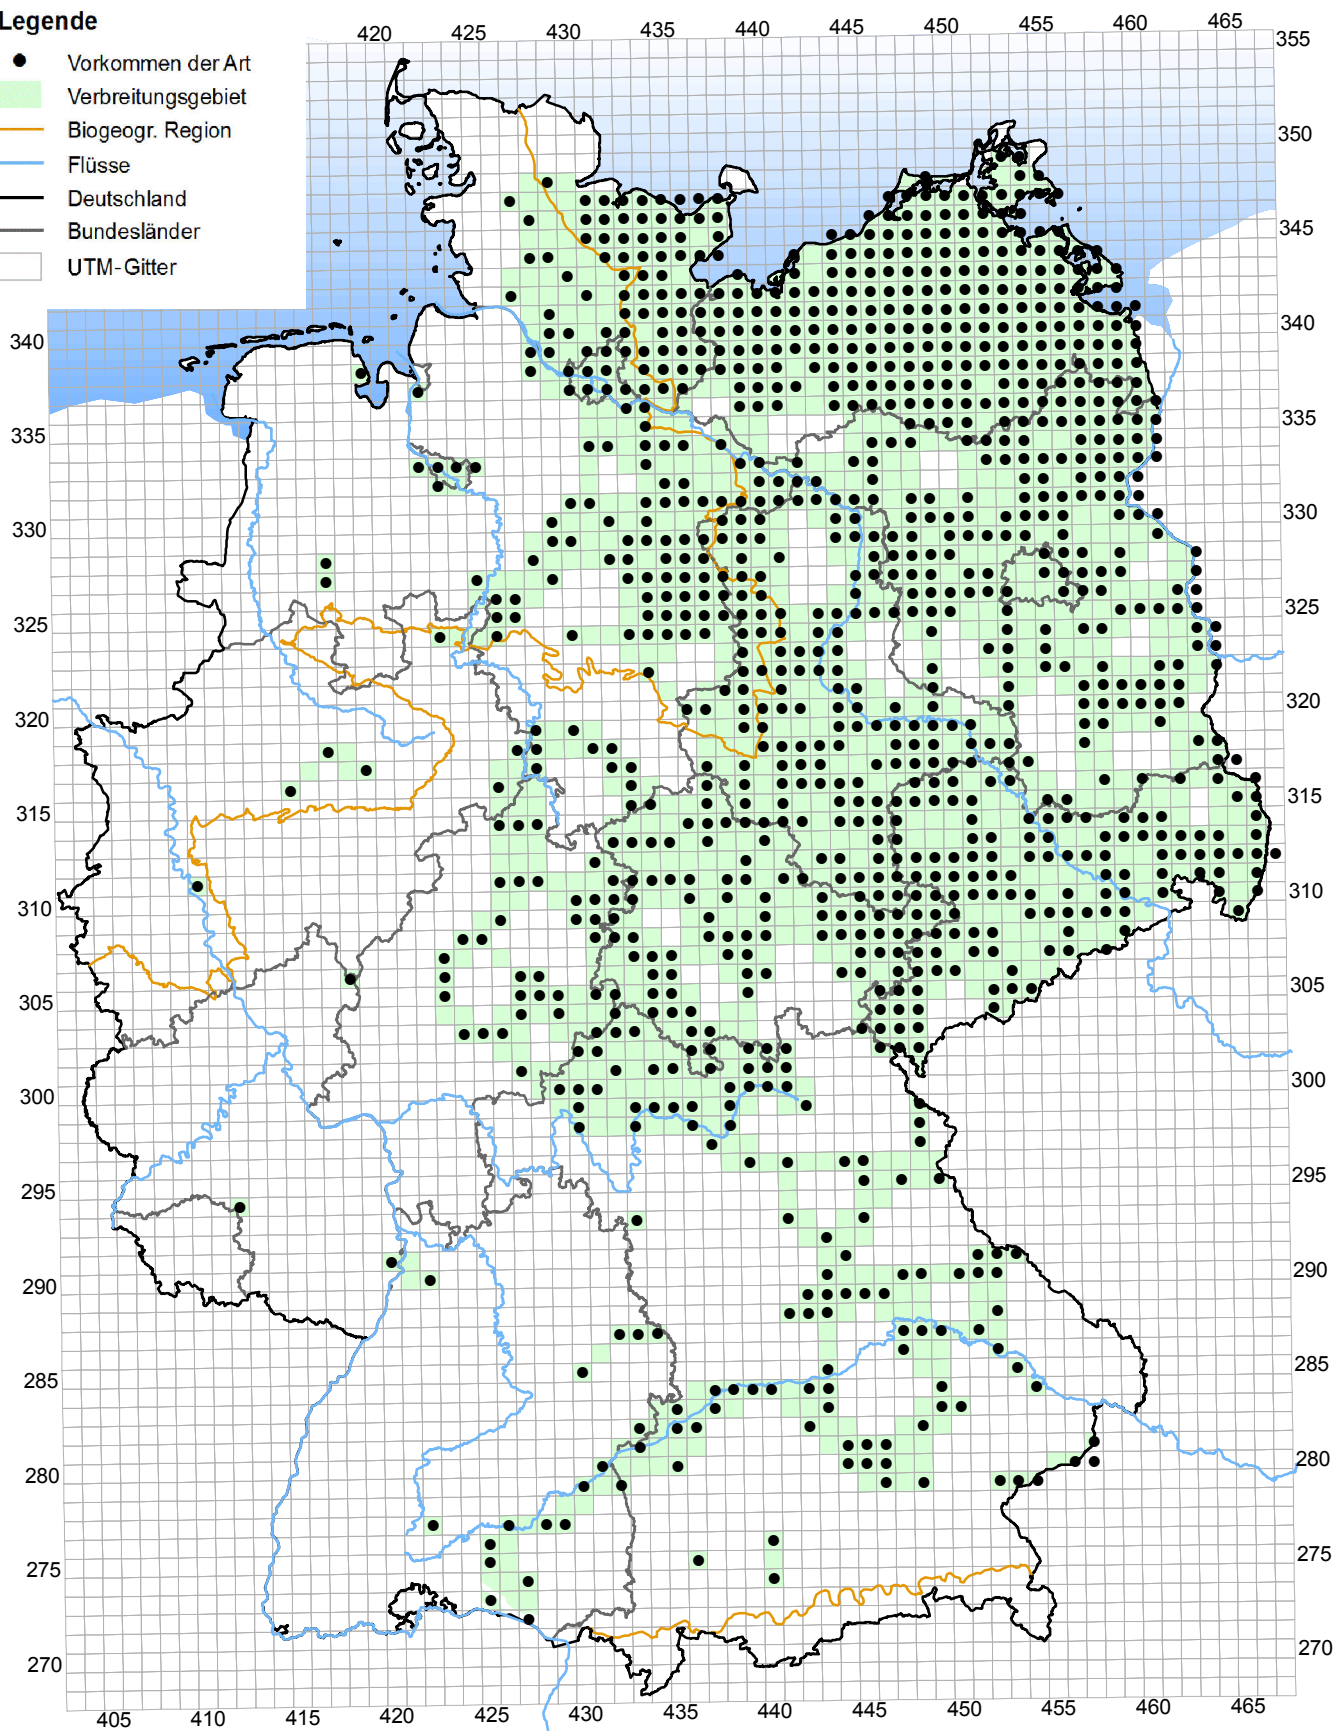 Legende
Vorkommen der Art
Verbreitungsgebiet
Biogeogr. Region
Flüsse
Deutschland
Bundesländer
UTM-Gitter
420 425 430 435 440 445 450 455 460 465
355
350
345
340 340
335 335
330 330
325 325
320 320
315 315
310 310
305 305
300 300
295 295
290 290
285 285
280 280
275 275
270 270
405 410 415 420 425 430 435 440 445 450 455 460 465